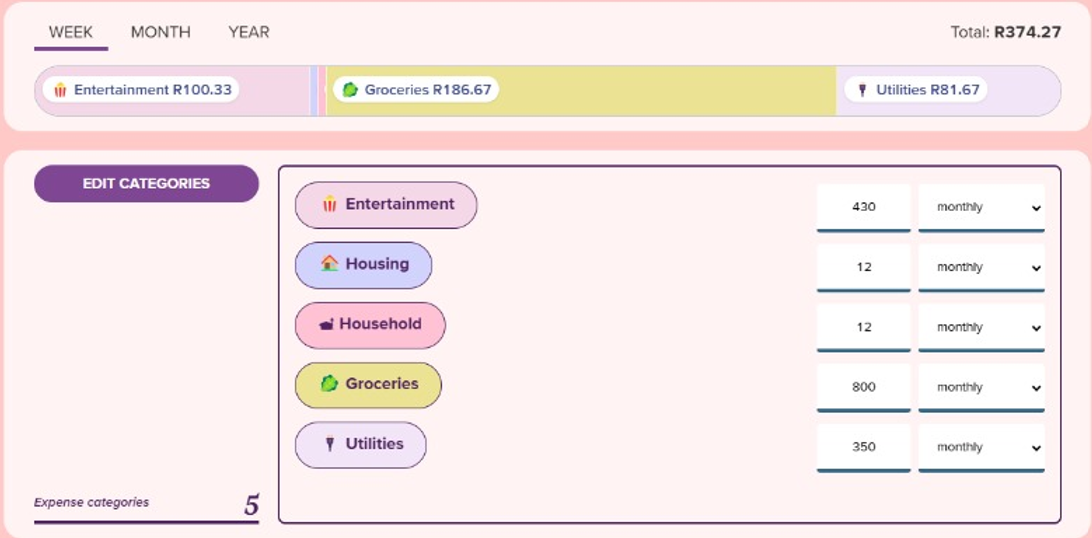 WEEK MONTH YEAR Total: R374.27
Entertainment R100.33 Groceries R186.67 Utilities R81.67
EDIT CATEGORIES
Entertainment 430 monthly
Housing 12 monthly
Household 12 monthly
Groceries 800 monthly
Utilities 350 monthly
Expense categories 5